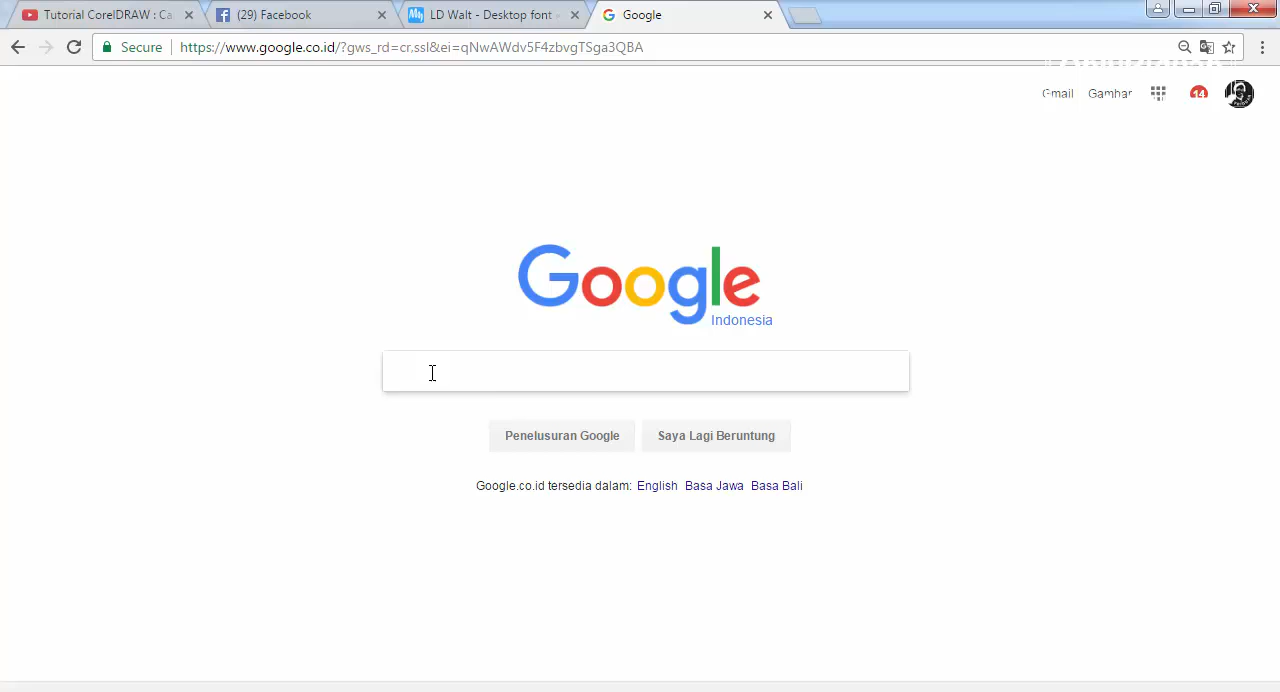 Tutorial CorelDRAW : Ca
(29) Facebook
LD Walt - Desktop font
Google
Secure
https://www.google.co.id/?gws_rd=cr,ssl&ei=qNwAWdv5F4zbvgTSga3QBA
Gmail Gambar 14
Google
Indonesia
Penelusuran Google
Saya Lagi Beruntung
Google.co.id tersedia dalam: English Basa Jawa Basa Bali